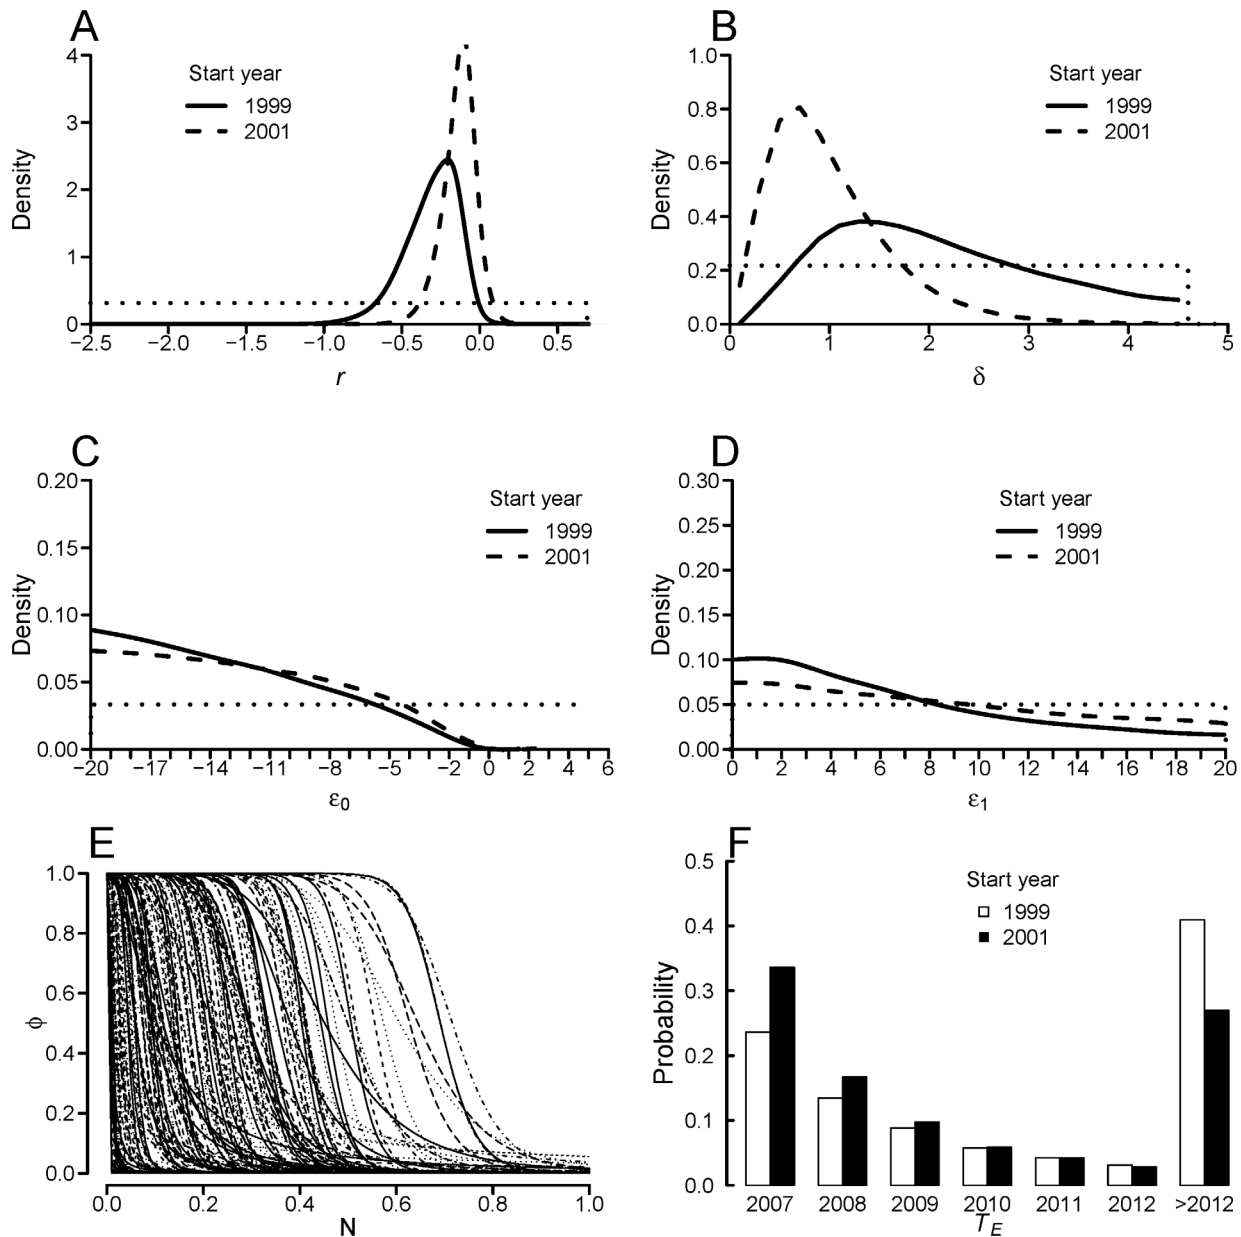 A
Start year
1999
2001
Density
4
3
2
1
0
−2.5 −2.0 −1.5 −1.0 −0.5 0.0 0.5
r
B
Start year
1999
2001
Density
1.0
0.8
0.6
0.4
0.2
0.0
0 1 2 3 4 5
δ
C
Start year
1999
2001
Density
0.20
0.15
0.10
0.05
0.00
−20 −17 −14 −11 −8 −5 −2 0 2 4 6
ε0
D
Start year
1999
2001
Density
0.30
0.25
0.20
0.15
0.10
0.05
0.00
0 2 4 6 8 10 12 14 16 18 20
ε1
E
ϕ
1.0
0.8
0.6
0.4
0.2
0.0
0.0 0.2 0.4 0.6 0.8 1.0
N
F
Start year
1999
2001
Probability
0.5
0.4
0.3
0.2
0.1
0.0
2007 2008 2009 2010 2011 2012 >2012
TE